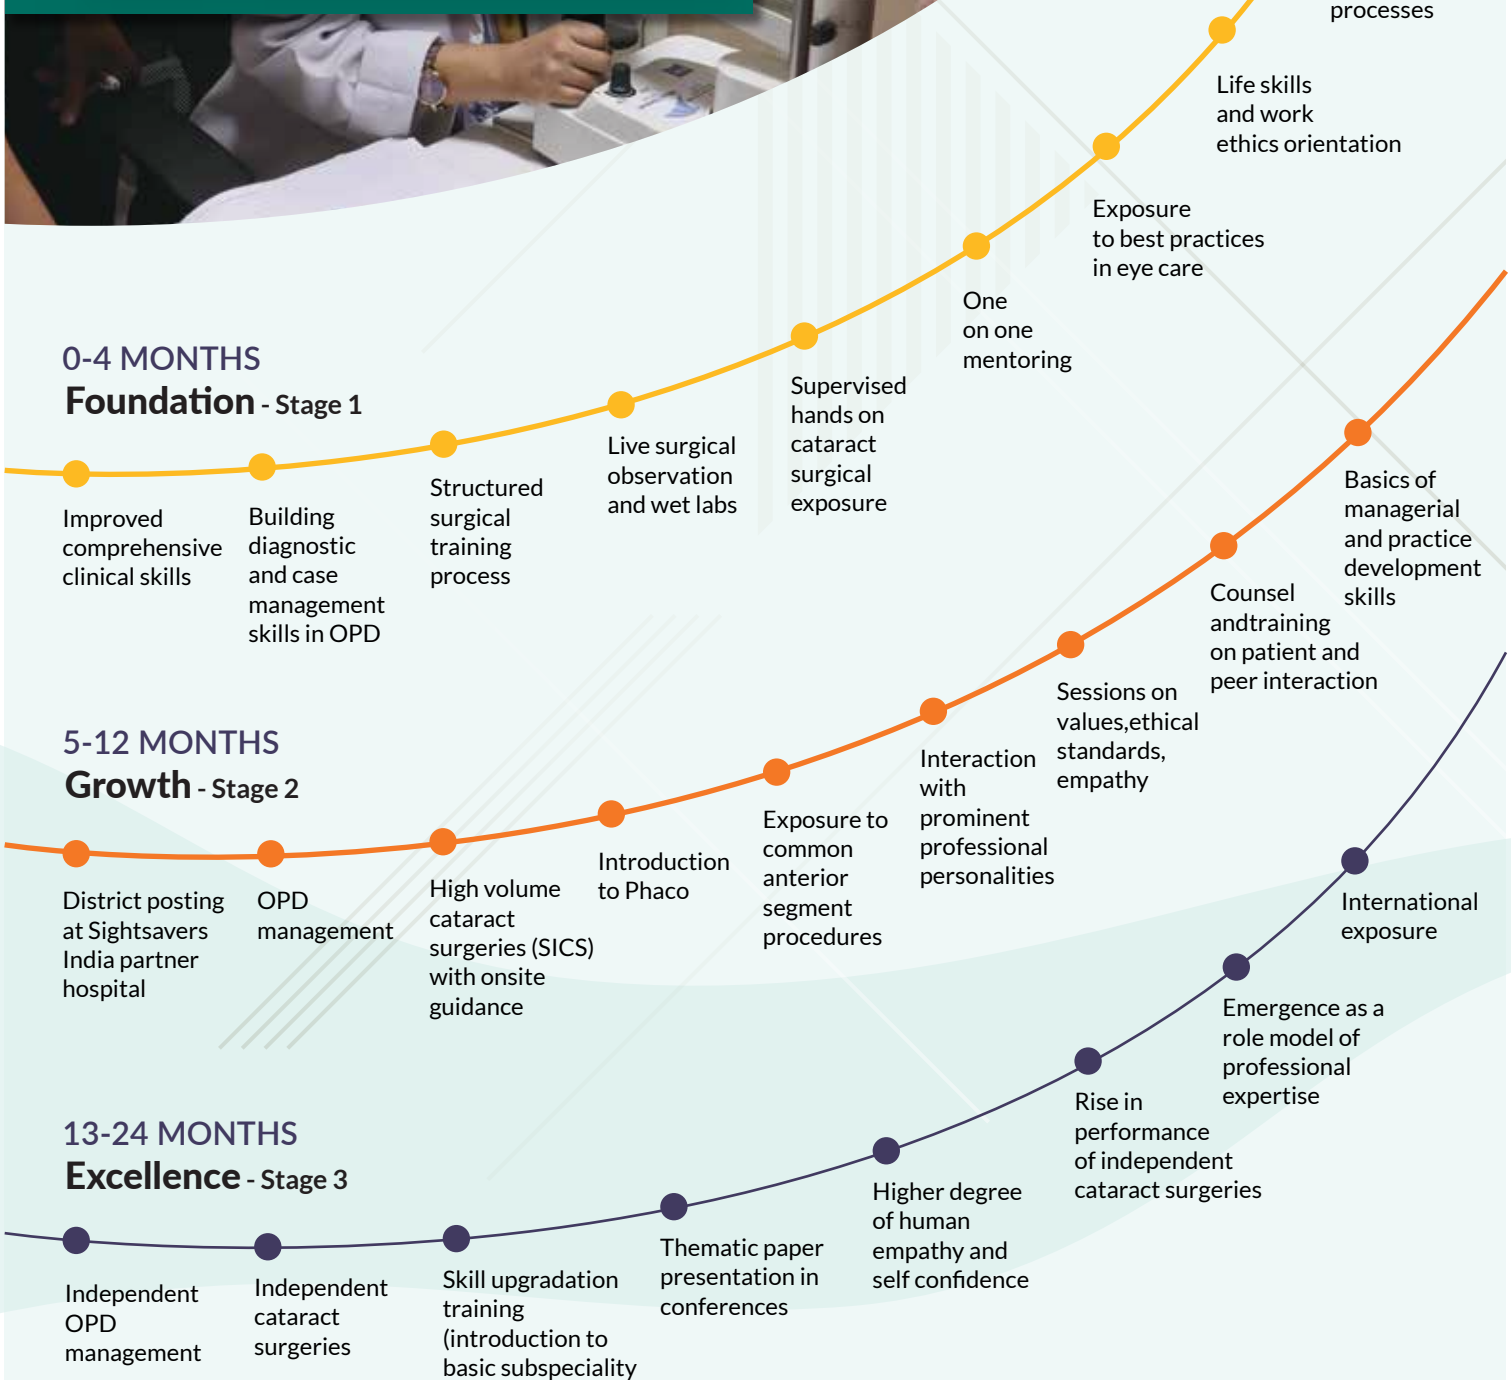 processes
Life skills
and work
ethics orientation
Exposure
to best practices
in eye care
One
on one
mentoring
0-4 MONTHS
Foundation - Stage 1
Supervised
hands on
cataract
surgical
exposure
Live surgical
observation
and wet labs
Structured
surgical
training
process
Improved
comprehensive
clinical skills
Building
diagnostic
and case
management
skills in OPD
Basics of
managerial
and practice
development
skills
Counsel
andtraining
on patient and
peer interaction
Sessions on
values,ethical
standards,
empathy
5-12 MONTHS
Growth - Stage 2
Interaction
with
prominent
professional
personalities
Exposure to
common
anterior
segment
procedures
Introduction
to Phaco
High volume
cataract
surgeries (SICS)
with onsite
guidance
District posting
at Sightsavers
India partner
hospital
OPD
management
International
exposure
Emergence as a
role model of
professional
expertise
Rise in
performance
of independent
cataract surgeries
13-24 MONTHS
Excellence - Stage 3
Higher degree
of human
empathy and
self confidence
Thematic paper
presentation in
conferences
Skill upgradation
training
(introduction to
basic subspeciality
Independent
cataract
surgeries
Independent
OPD
management